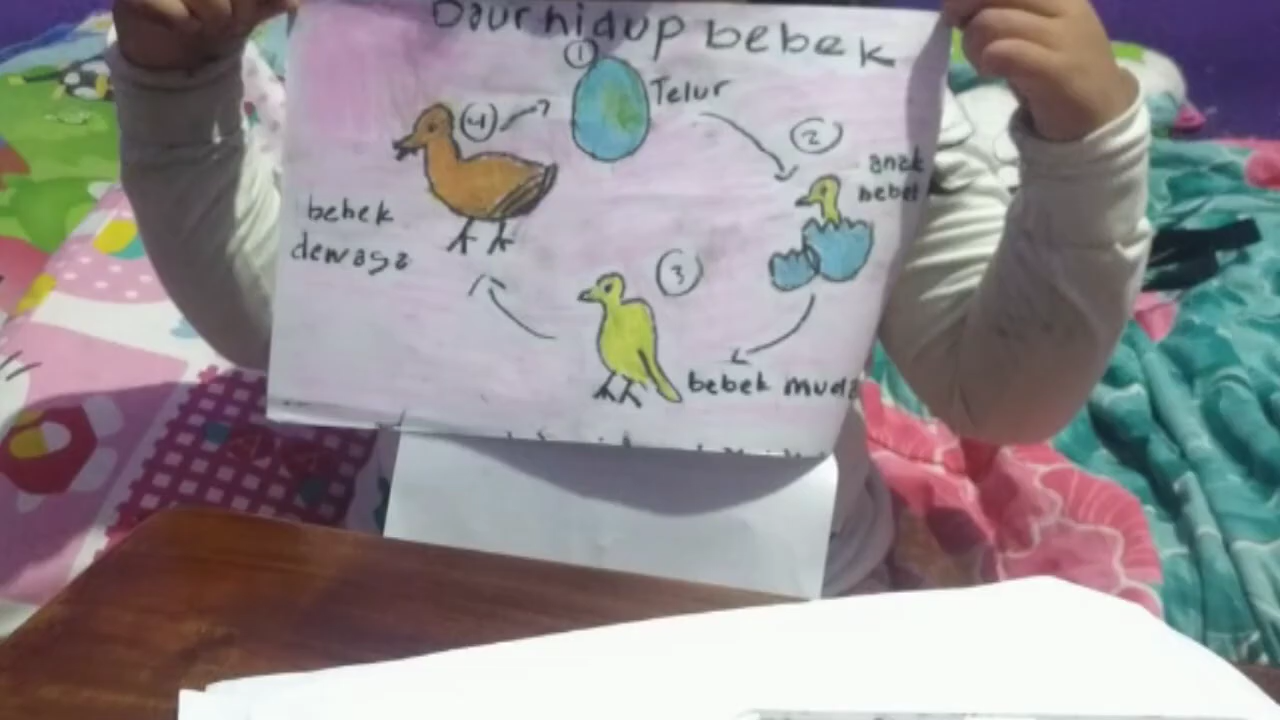 Daur hidup bebek
① Telur
②
anak
bebek
③
bebek muda
④
bebek
dewasa